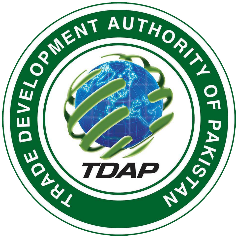 TRADE DEVELOPMENT AUTHORITY OF PAKISTAN
TDAP